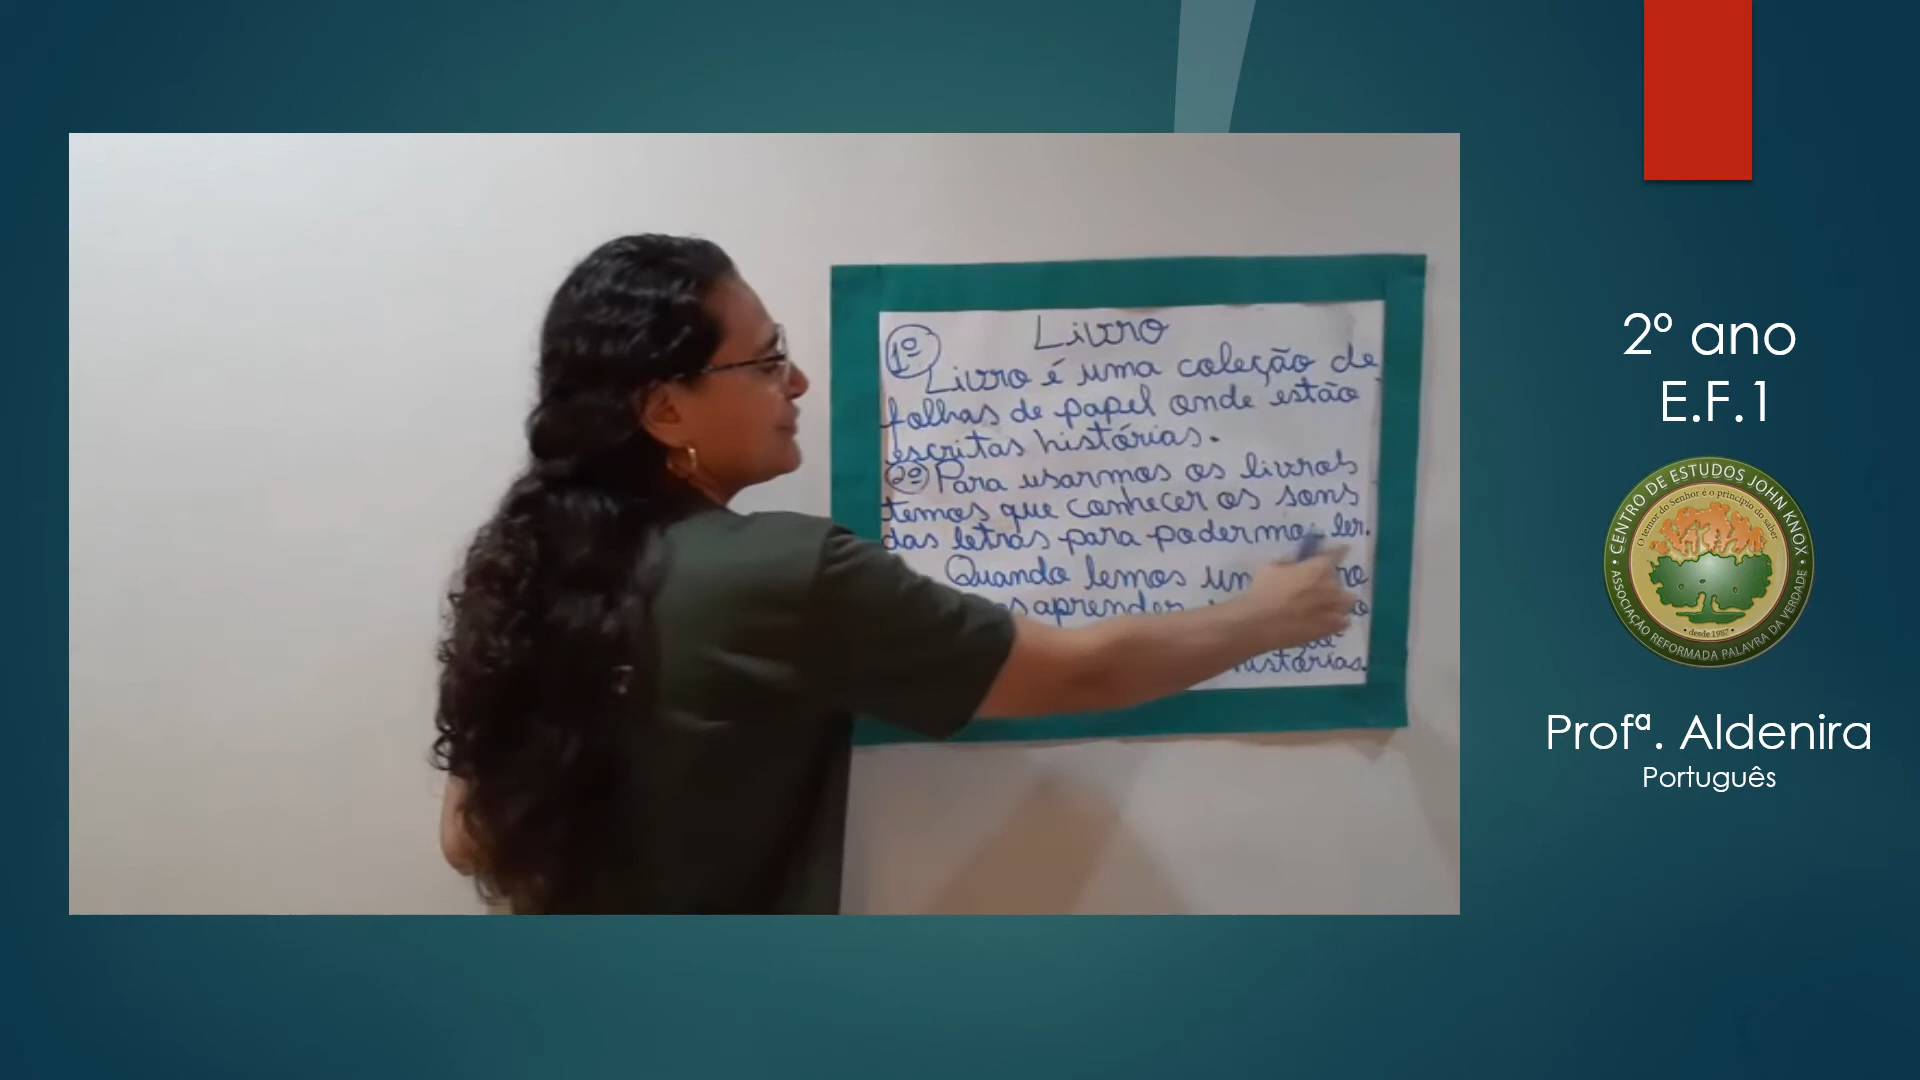 1º Livro
Livro é uma coleção de
folhas de papel onde estão
escritas histórias.
2º Para usarmos os livros
temos que conhecer os sons
das letras para podermos ler.
Quando lemos um
aprender
histórias.
2º ano
E.F.1
• CENTRO DE ESTUDOS JOHN KNOX •
O temor do Senhor é o princípio do saber
• desde 1987 •
ASSOCIAÇÃO REFORMADA PALAVRA DA VERDADE
Profª. Aldenira
Português